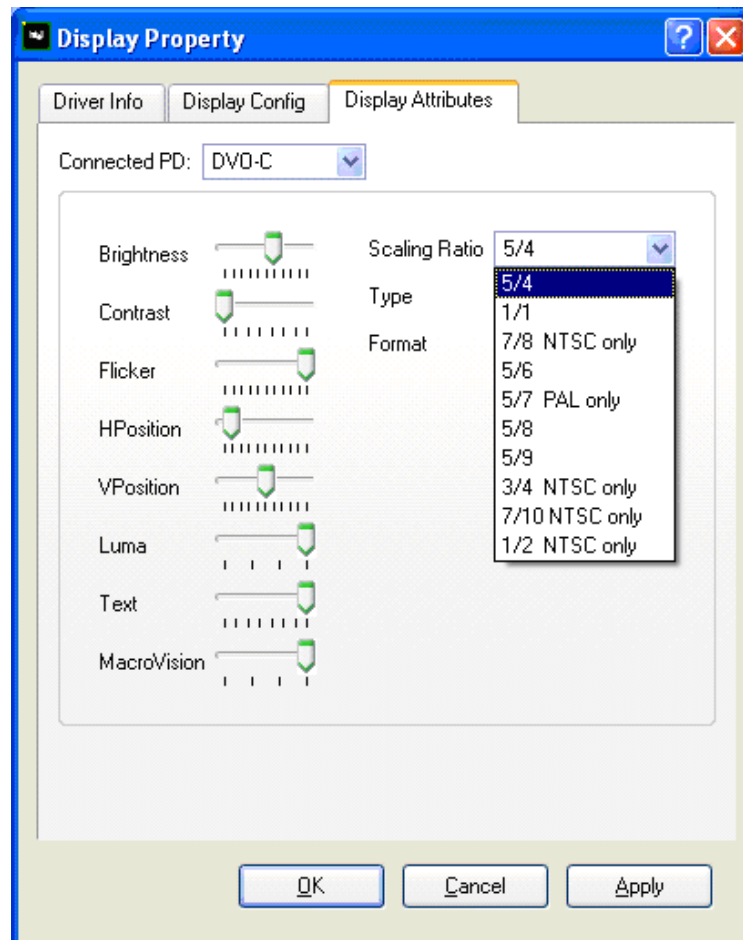 Display Property
Driver Info Display Config Display Attributes
Connected PD: DVO-C
Brightness
Contrast
Flicker
HPosition
VPosition
Luma
Text
MacroVision
Scaling Ratio 5/4
Type
Format
5/4
1/1
7/8 NTSC only
5/6
5/7 PAL only
5/8
5/9
3/4 NTSC only
7/10 NTSC only
1/2 NTSC only
OK Cancel Apply